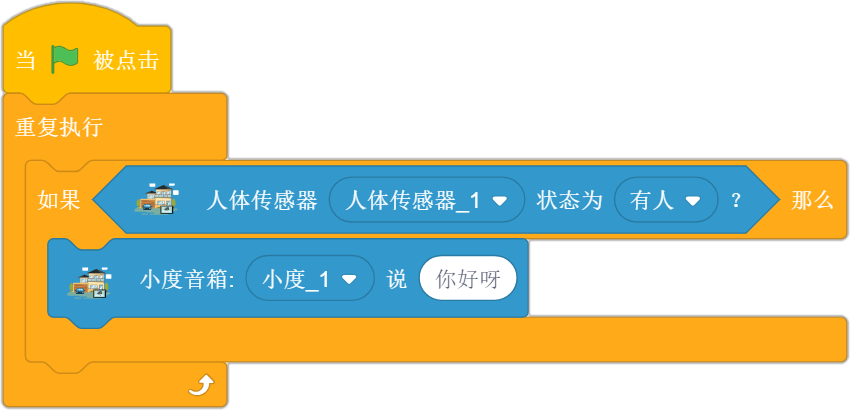 当 被点击
重复执行
如果 人体传感器 人体传感器_1 状态为 有人 ? 那么
小度音箱: 小度_1 说 你好呀